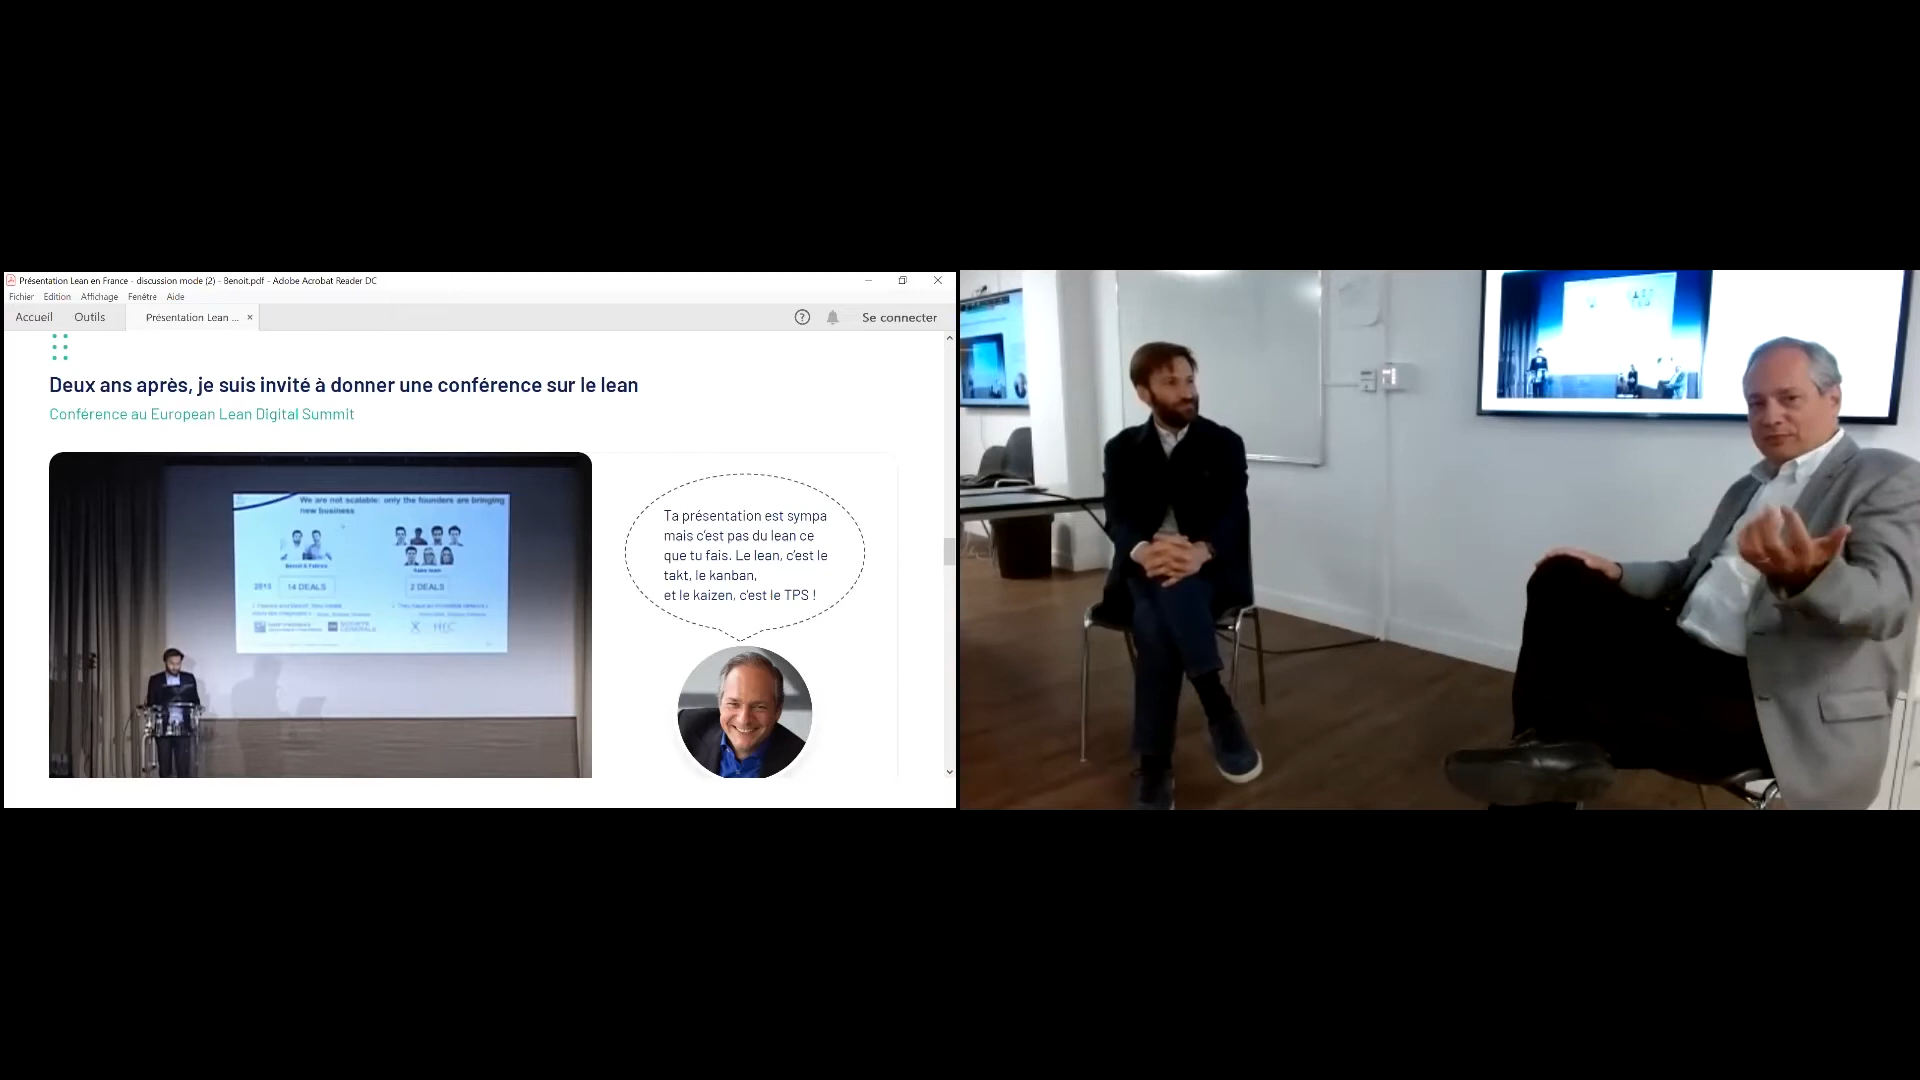 Présentation Lean en France - discussion mode (2) - Benoit.pdf - Adobe Acrobat Reader DC
Fichier Edition Affichage Fenêtre Aide
Accueil Outils Présentation Lean ... × Se connecter
Deux ans après, je suis invité à donner une conférence sur le lean
Conférence au European Lean Digital Summit
We are not scalable: only the founders are bringing
new business
2013 14 DEALS 2 DEALS
SOCIETE
GENERALE
HEC
Ta présentation est sympa
mais c'est pas du lean ce
que tu fais. Le lean, c'est le
takt, le kanban,
et le kaizen, c'est le TPS !